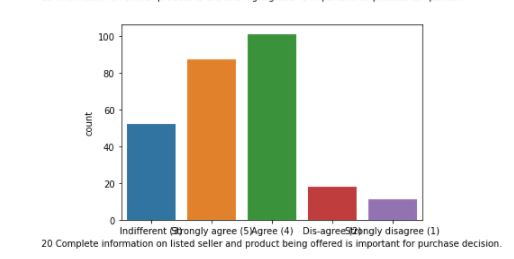 100
80
60
40
20
0
count
Indifferent (3) Strongly agree (5) Agree (4) Dis-agree (2) Strongly disagree (1)
20 Complete information on listed seller and product being offered is important for purchase decision.